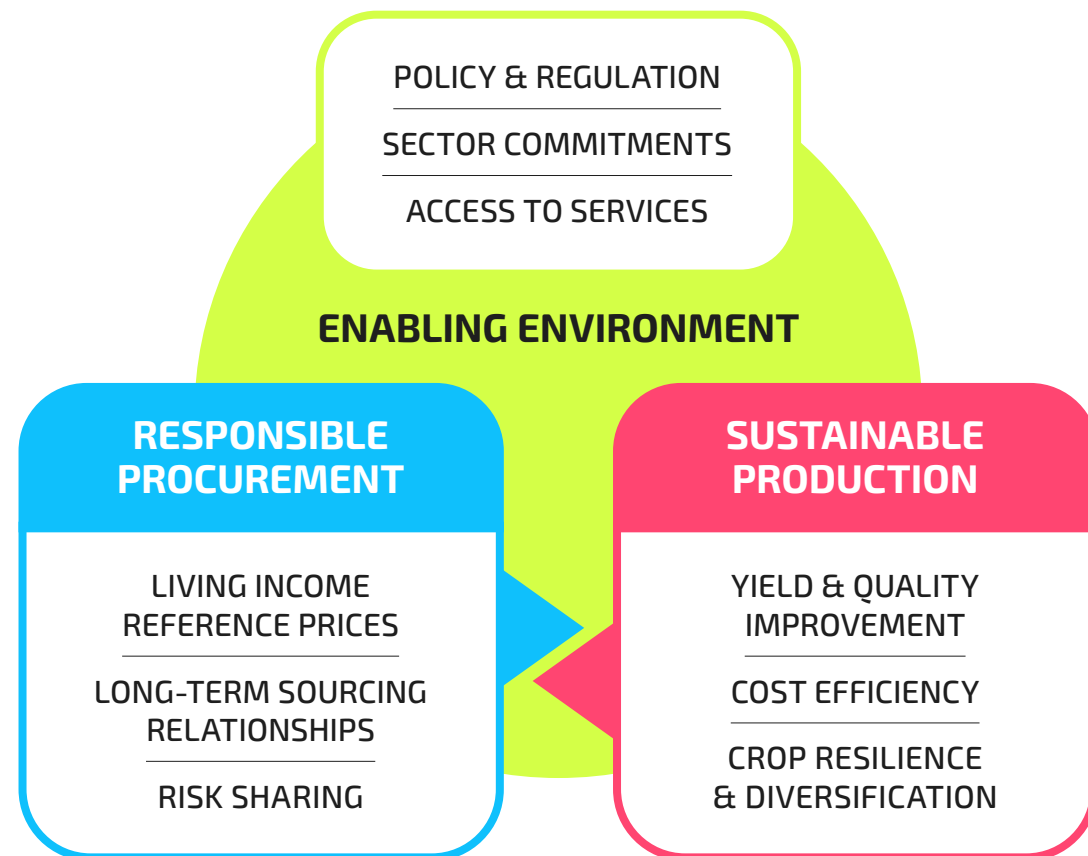 POLICY & REGULATION
SECTOR COMMITMENTS
ACCESS TO SERVICES
ENABLING ENVIRONMENT
RESPONSIBLE
PROCUREMENT
LIVING INCOME
REFERENCE PRICES
LONG-TERM SOURCING
RELATIONSHIPS
RISK SHARING
SUSTAINABLE
PRODUCTION
YIELD & QUALITY
IMPROVEMENT
COST EFFICIENCY
CROP RESILIENCE
& DIVERSIFICATION